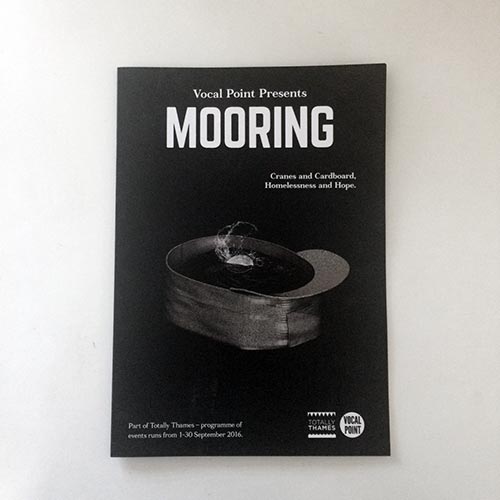 Vocal Point Presents
MOORING
Cranes and Cardboard,
Homelessness and Hope.
Part of Totally Thames – programme of
events runs from 1-30 September 2016.
TOTALLY
THAMES
VOCAL
POINT